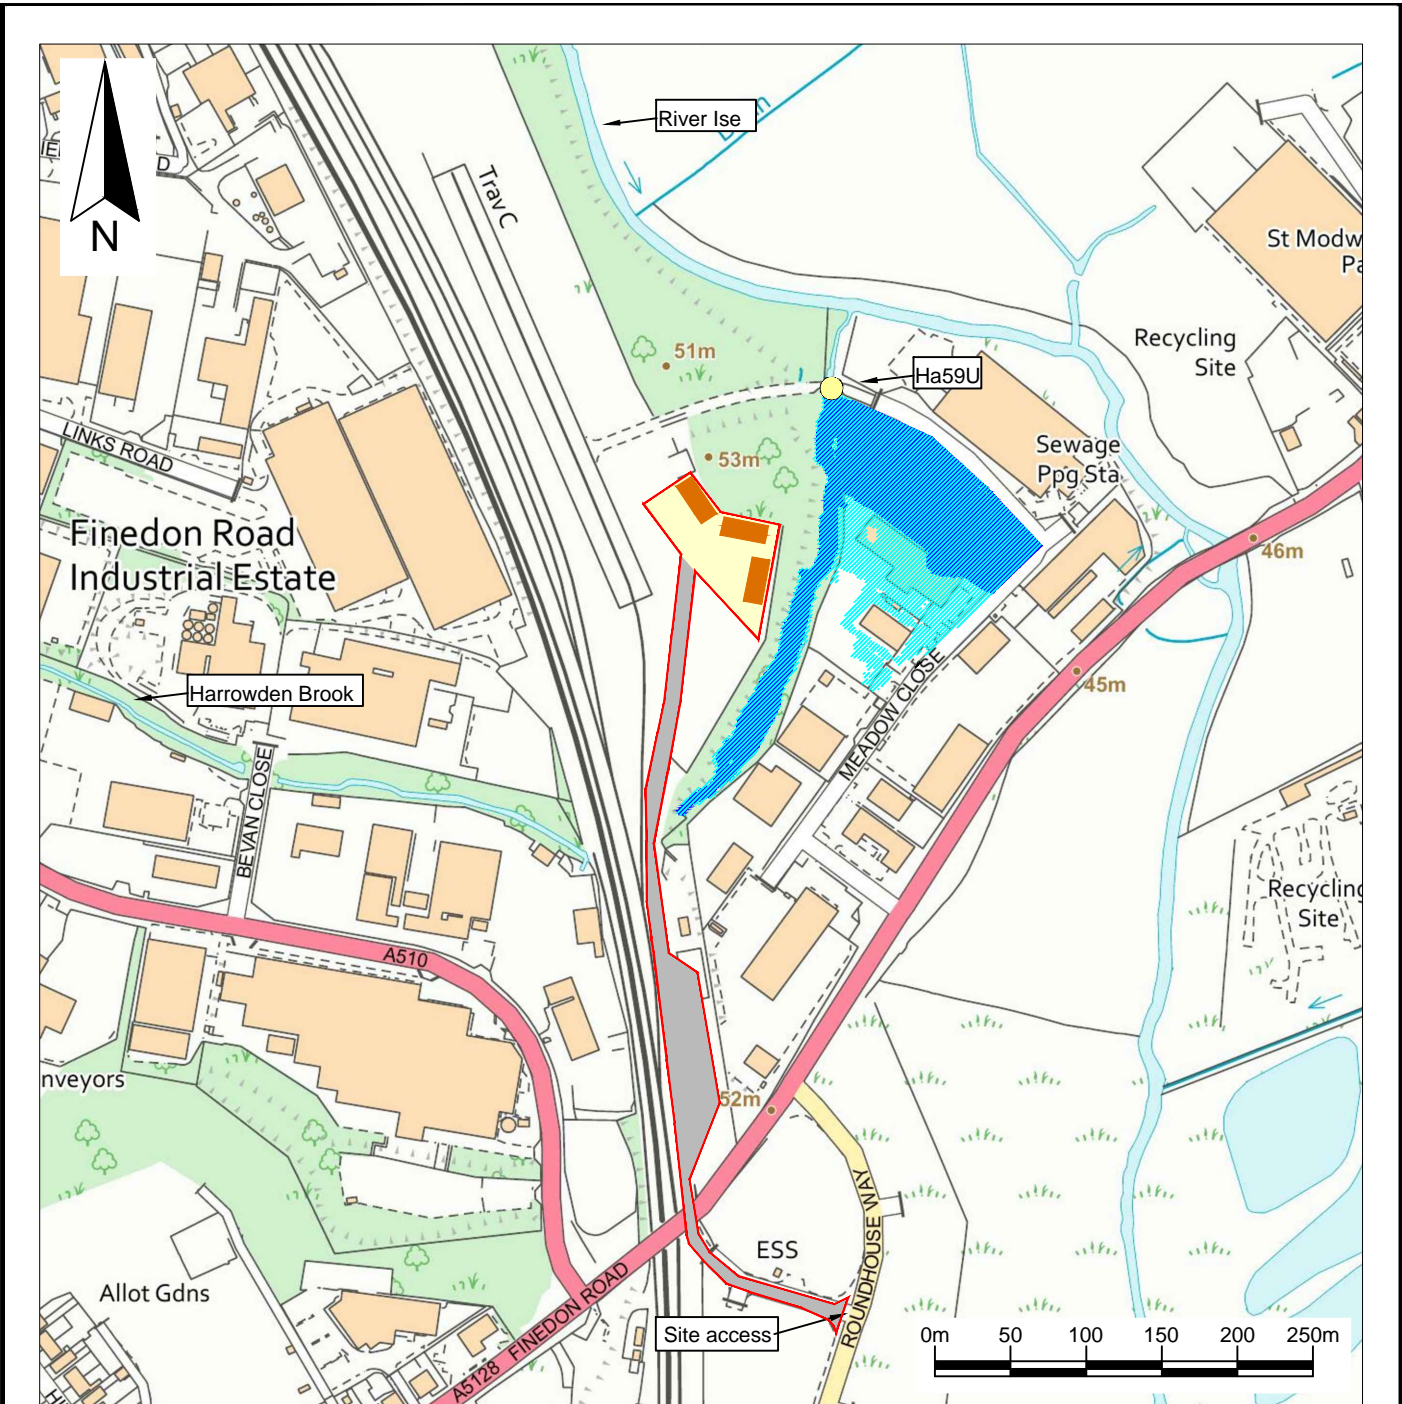 River Ise
N
Trav C
St Modw
Pa
Recycling
Site
51m
Ha59U
LINKS ROAD
53m
Sewage
Ppg Sta
Finedon Road
Industrial Estate
46m
Harrowden Brook
45m
MEADOW CLOSE
BEVAN CLOSE
Recycling
Site
A510
nveyors
52m
ROUNDHOUSE WAY
ESS
Allot Gdns
Site access
A5128 FINEDON ROAD
0m 50 100 150 200 250m